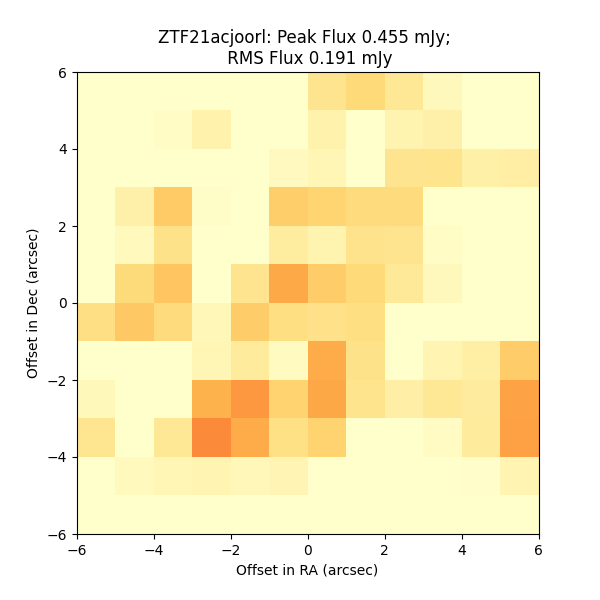 ZTF21acjoorl: Peak Flux 0.455 mJy;
RMS Flux 0.191 mJy
6
4
2
0
−2
−4
−6
Offset in Dec (arcsec)
−6 −4 −2 0 2 4 6
Offset in RA (arcsec)